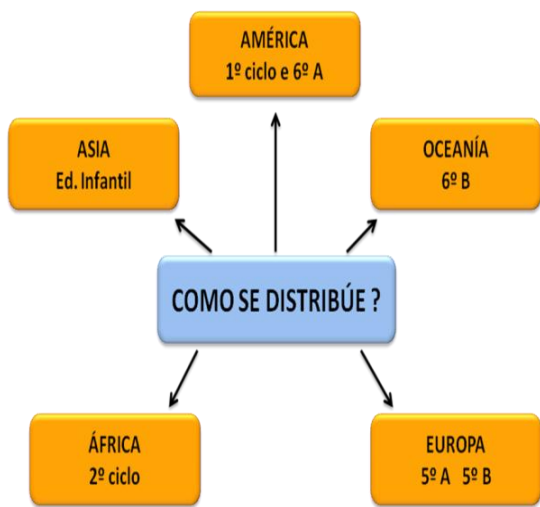 AMÉRICA
1º ciclo e 6º A
ASIA
Ed. Infantil
OCEANÍA
6º B
COMO SE DISTRIBÚE ?
ÁFRICA
2º ciclo
EUROPA
5º A 5º B